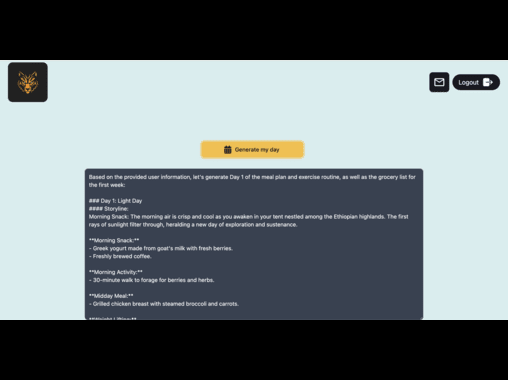 Logout
Generate my day
Based on the provided user information, let's generate Day 1 of the meal plan and exercise routine, as well as the grocery list for
the first week:
### Day 1: Light Day
#### Storyline:
Morning Snack: The morning air is crisp and cool as you awaken in your tent nestled among the Ethiopian highlands. The first
rays of sunlight filter through, heralding a new day of exploration and sustenance.
**Morning Snack:**
- Greek yogurt made from goat's milk with fresh berries.
- Freshly brewed coffee.
**Morning Activity:**
- 30-minute walk to forage for berries and herbs.
**Midday Meal:**
- Grilled chicken breast with steamed broccoli and carrots.